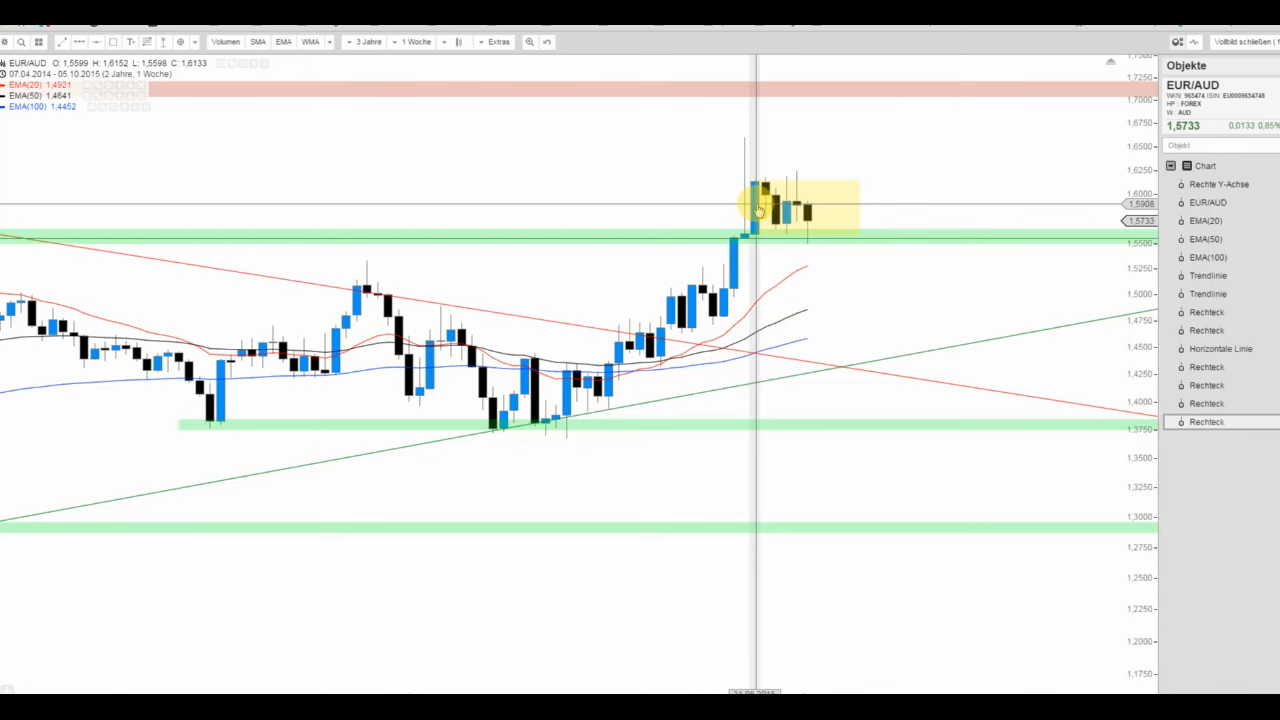 Volumen SMA EMA WMA 3 Jahre 1 Woche Extras Vollbild schließen ( f
EUR/AUD O: 1,5599 H: 1,6152 L: 1,5598 C: 1,6133
07.04.2014 - 05.10.2015 (2 Jahre, 1 Woche)
EMA(20) 1,4921
EMA(50) 1,4641
EMA(100) 1,4452
1,7250
1,7000
1,6750
1,6500
1,6250
1,6000
1,5908
1,5733
1,5500
1,5250
1,5000
1,4750
1,4500
1,4250
1,4000
1,3750
1,3500
1,3250
1,3000
1,2750
1,2500
1,2250
1,2000
1,1750
Objekte
EUR/AUD
WKN: 965474 ISIN: EU0009654748
HP: FOREX
W: AUD
1,5733 0,0133 0,85%
Objekt
Chart
Rechte Y-Achse
EUR/AUD
EMA(20)
EMA(50)
EMA(100)
Trendlinie
Trendlinie
Rechteck
Rechteck
Horizontale Linie
Rechteck
Rechteck
Rechteck
Rechteck